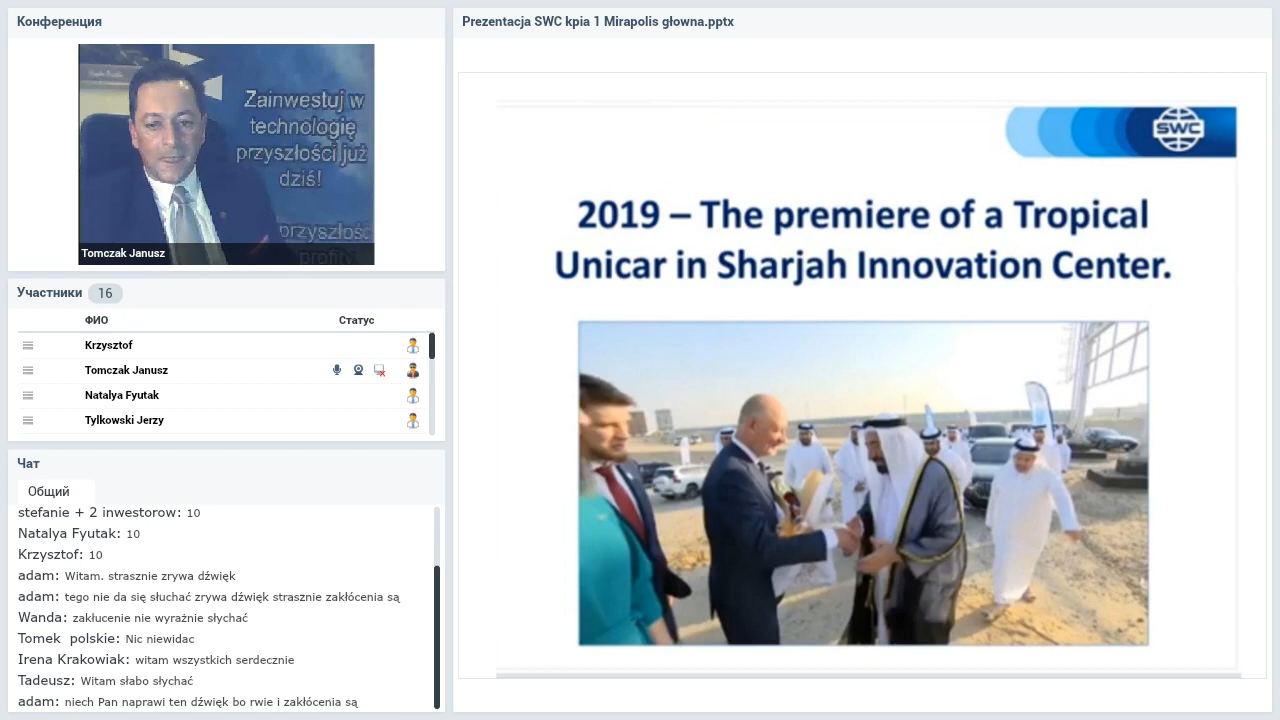 Конференция
Zainwestuj w
technologię
przyszłości już
dziś!
przyszłość
profity
Tomczak Janusz
Участники 16
ФИО Статус
Krzysztof
Tomczak Janusz
Natalya Fyutak
Tylkowski Jerzy
Чат
Общий
stefanie + 2 inwestorow: 10
Natalya Fyutak: 10
Krzysztof: 10
adam: Witam. strasznie zrywa dźwięk
adam: tego nie da się słuchać zrywa dźwięk strasznie zakłócenia są
Wanda: zakłucenie nie wyrażnie słychać
Tomek polskie: Nic niewidac
Irena Krakowiak: witam wszystkich serdecznie
Tadeusz: Witam słabo słychać
adam: niech Pan naprawi ten dźwięk bo rwie i zakłócenia są
Prezentacja SWC kpia 1 Mirapolis głowna.pptx
SWC
2019 – The premiere of a Tropical
Unicar in Sharjah Innovation Center.